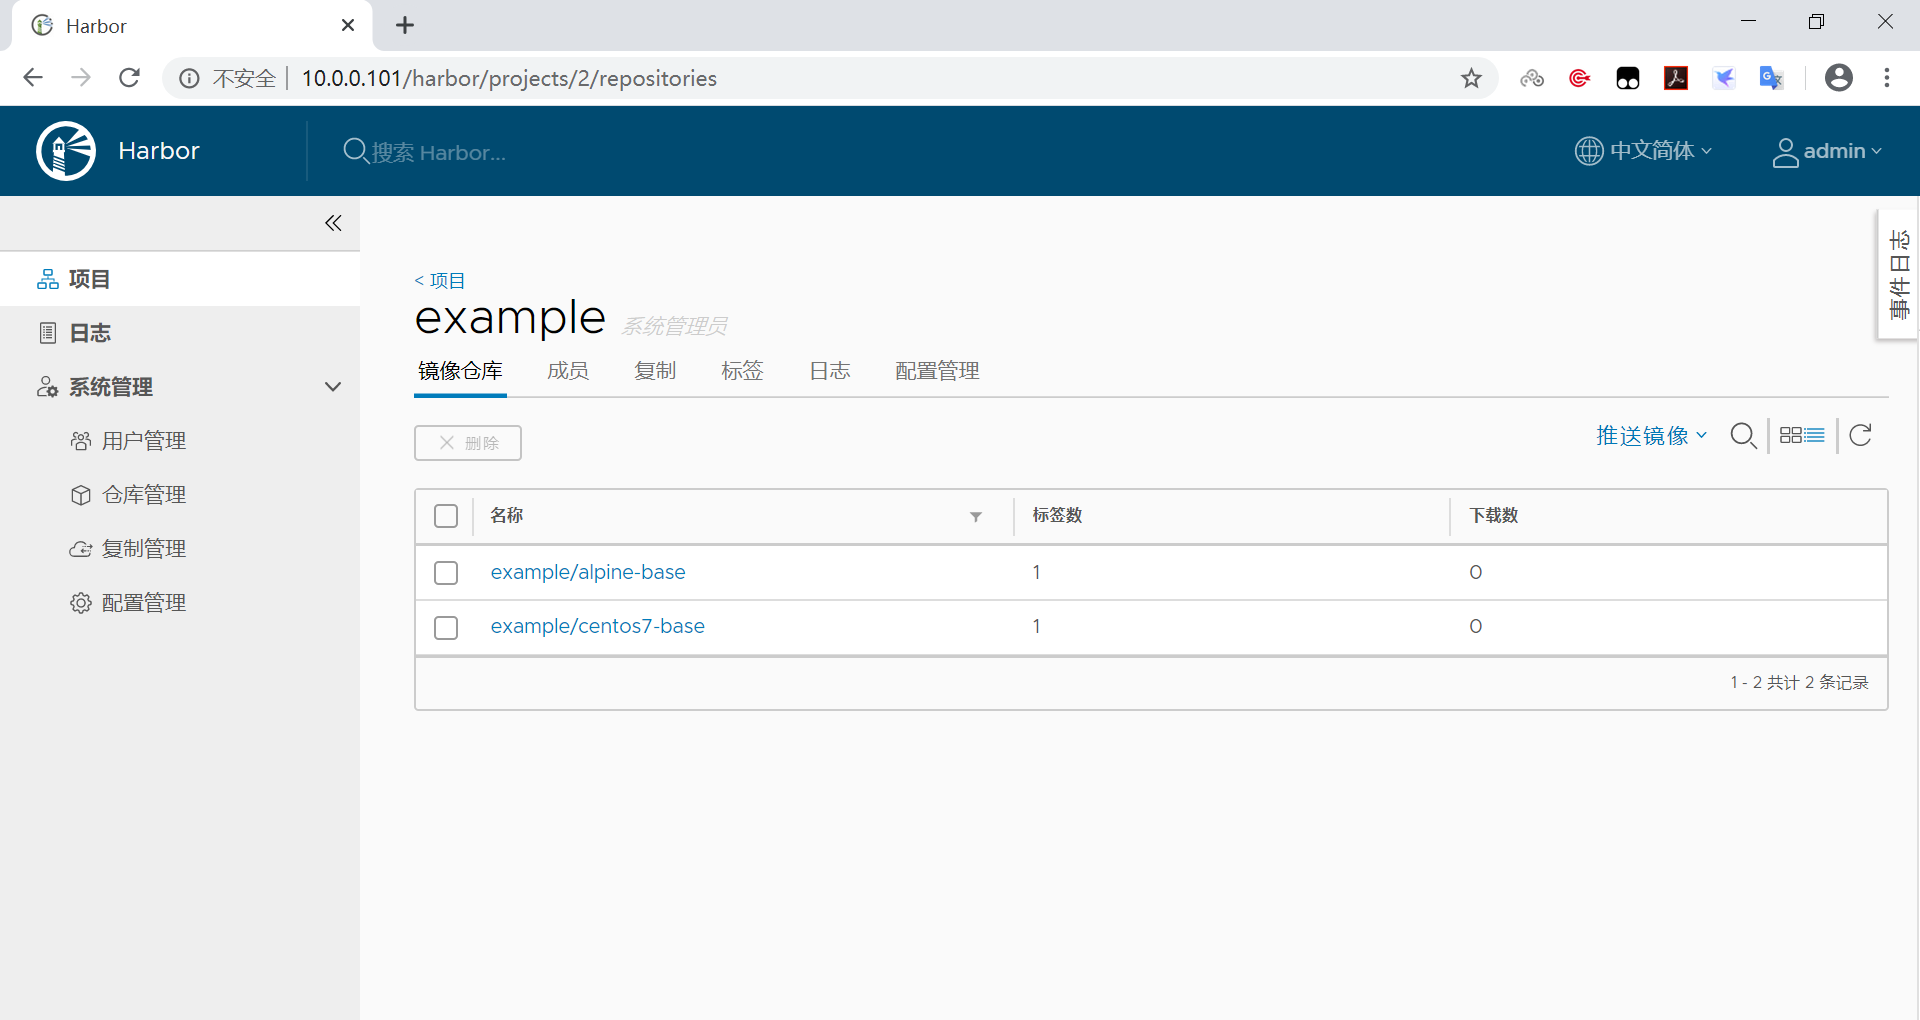 Harbor
不安全 10.0.0.101/harbor/projects/2/repositories
Harbor 搜索 Harbor... 中文简体 admin
事件日志
项目
日志
系统管理
用户管理
仓库管理
复制管理
配置管理
< 项目
example 系统管理员
镜像仓库 成员 复制 标签 日志 配置管理
删除 推送镜像
名称 标签数 下载数
example/alpine-base 1 0
example/centos7-base 1 0
1 - 2 共计 2 条记录